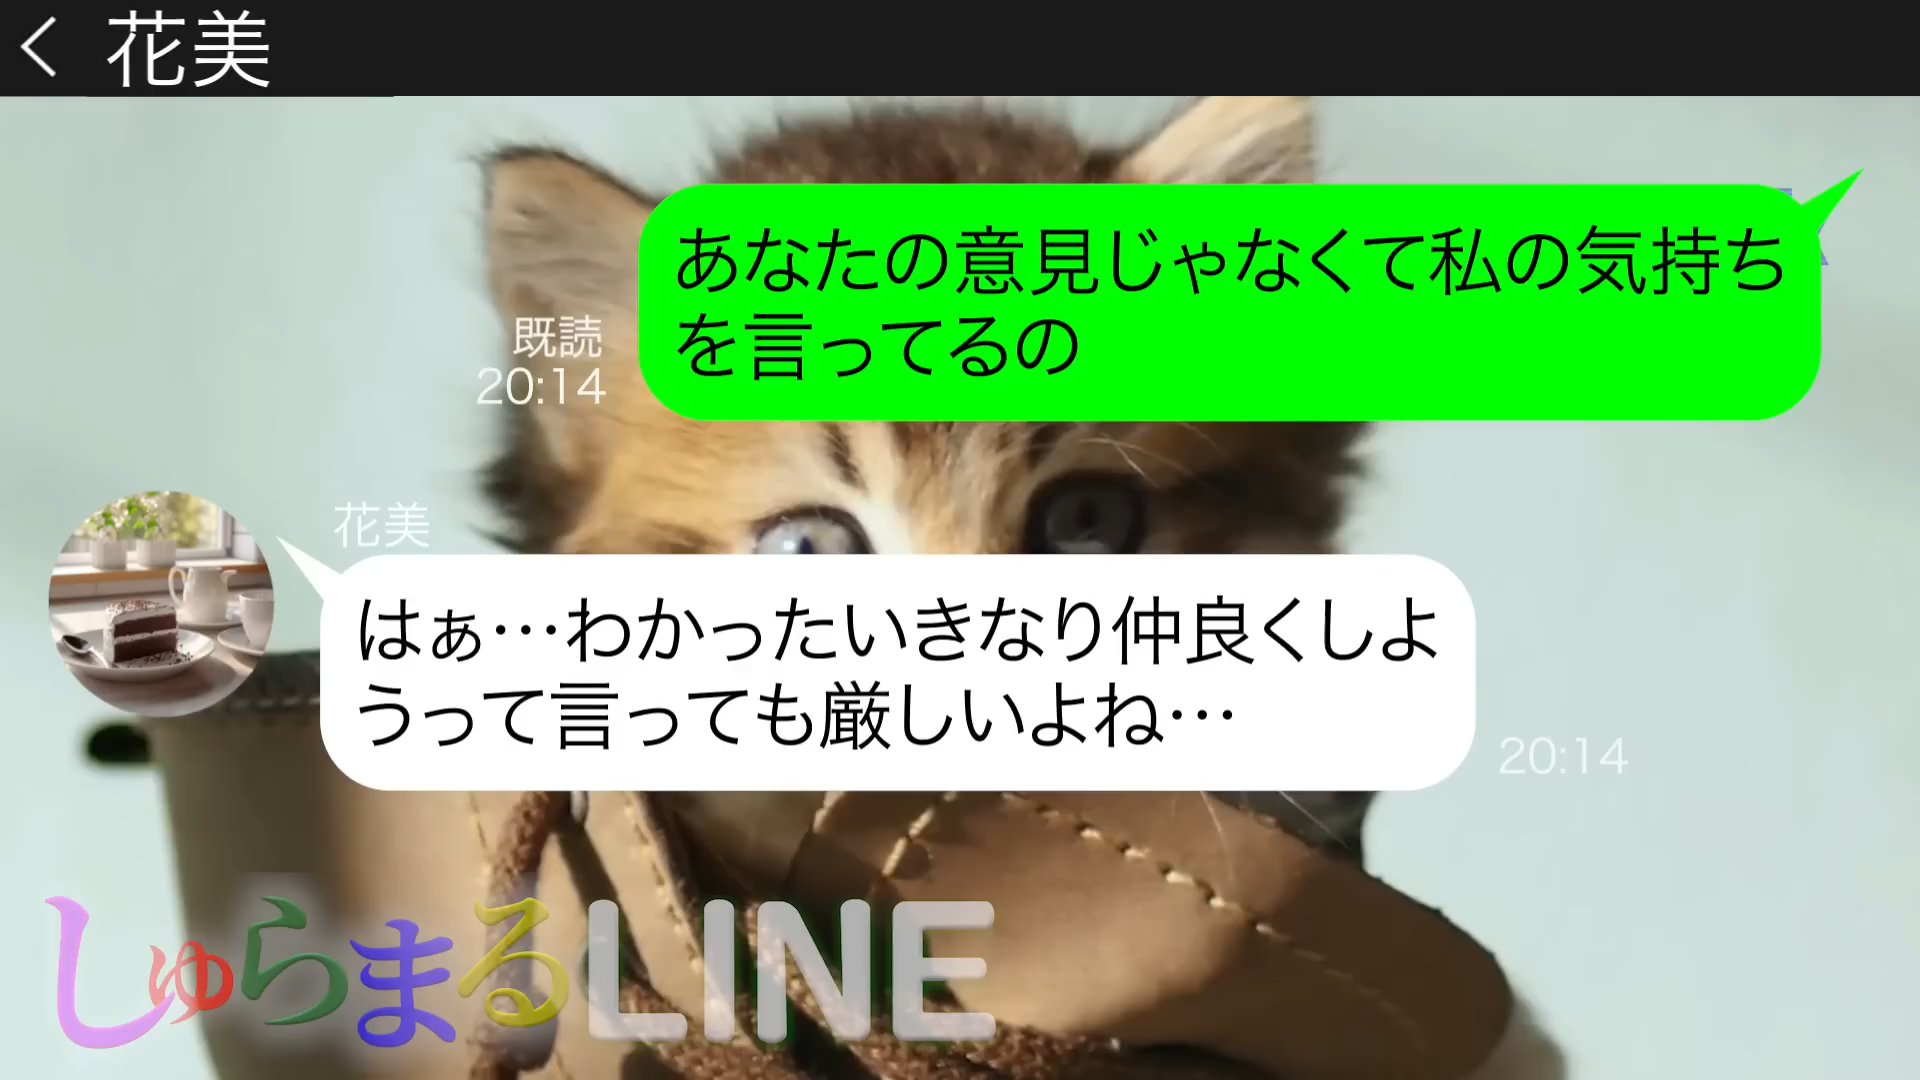 花美
あなたの意見じゃなくて私の気持ち
を言ってるの
既読
20:14
花美
はぁ…わかったいきなり仲良くしよ
うって言っても厳しいよね…
20:14
しゅらまるLINE